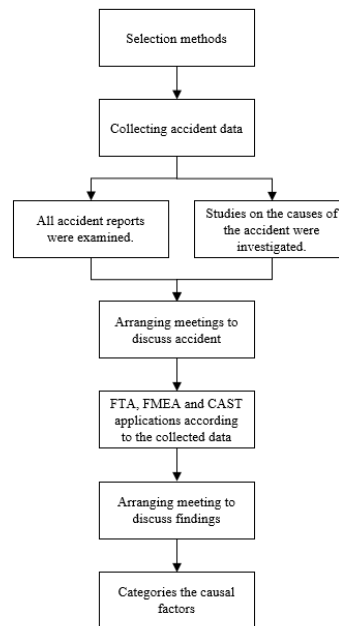 Selection methods
Collecting accident data
All accident reports
were examined.
Studies on the causes of
the accident were
investigated.
Arranging meetings to
discuss accident
FTA, FMEA and CAST
applications according
to the collected data
Arranging meeting to
discuss findings
Categories the causal
factors